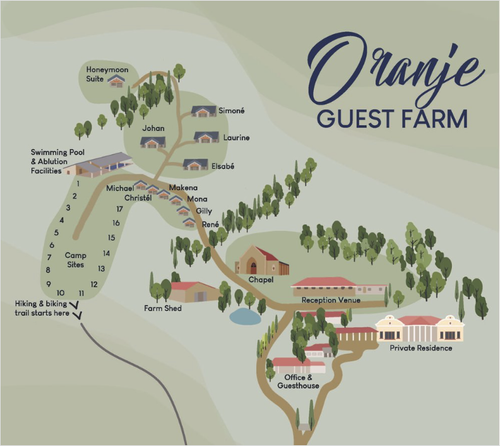 Oranje
GUEST FARM
Honeymoon
Suite
Simoné
Johan
Laurine
Elsabé
Swimming Pool
& Ablution
Facilities
Michael
Makena
Christél
Mona
Gilly
René
1
2
3
4
5
6
7
8
9
10
11
12
13
14
15
16
17
Camp
Sites
Hiking & biking
trail starts here
Chapel
Farm Shed
Reception Venue
Private Residence
Office &
Guesthouse